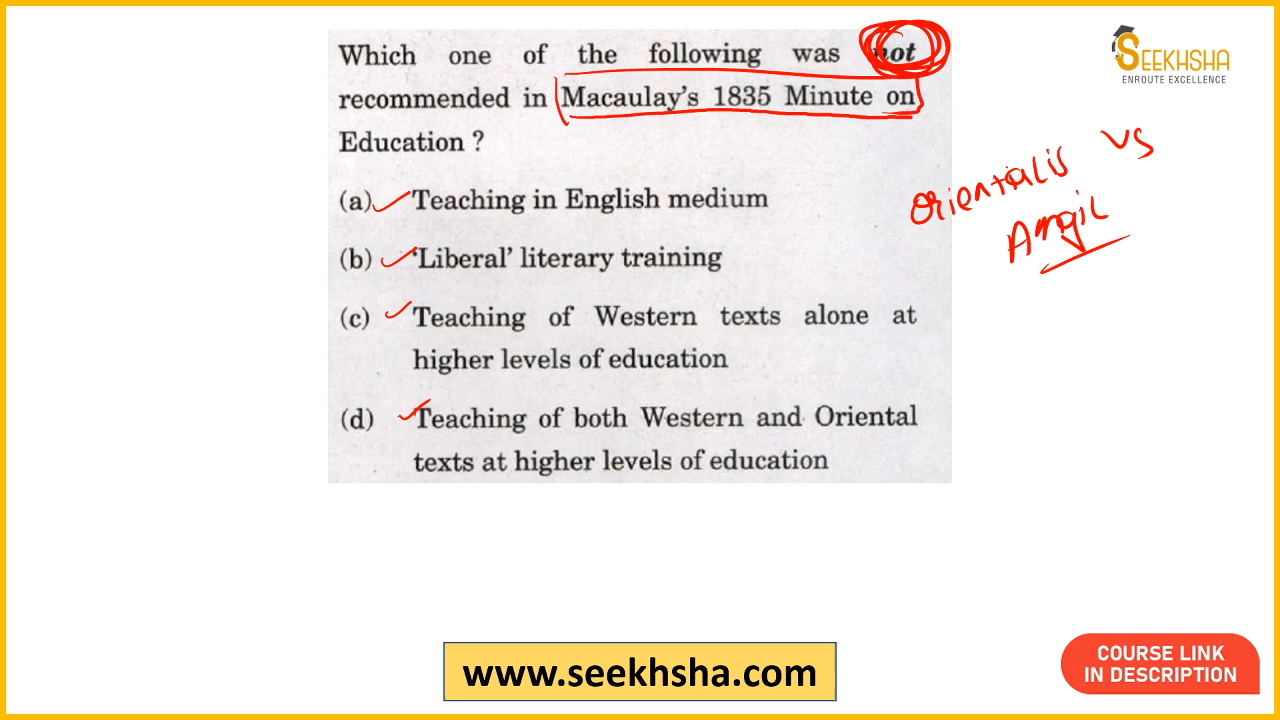 Which one of the following was not
recommended in Macaulay's 1835 Minute on
Education ?
(a) Teaching in English medium
(b) 'Liberal' literary training
(c) Teaching of Western texts alone at
higher levels of education
(d) Teaching of both Western and Oriental
texts at higher levels of education
SEEKHSHA
ENROUTE EXCELLENCE
Orientalis vs
www.seekhsha.com
COURSE LINK
IN DESCRIPTION